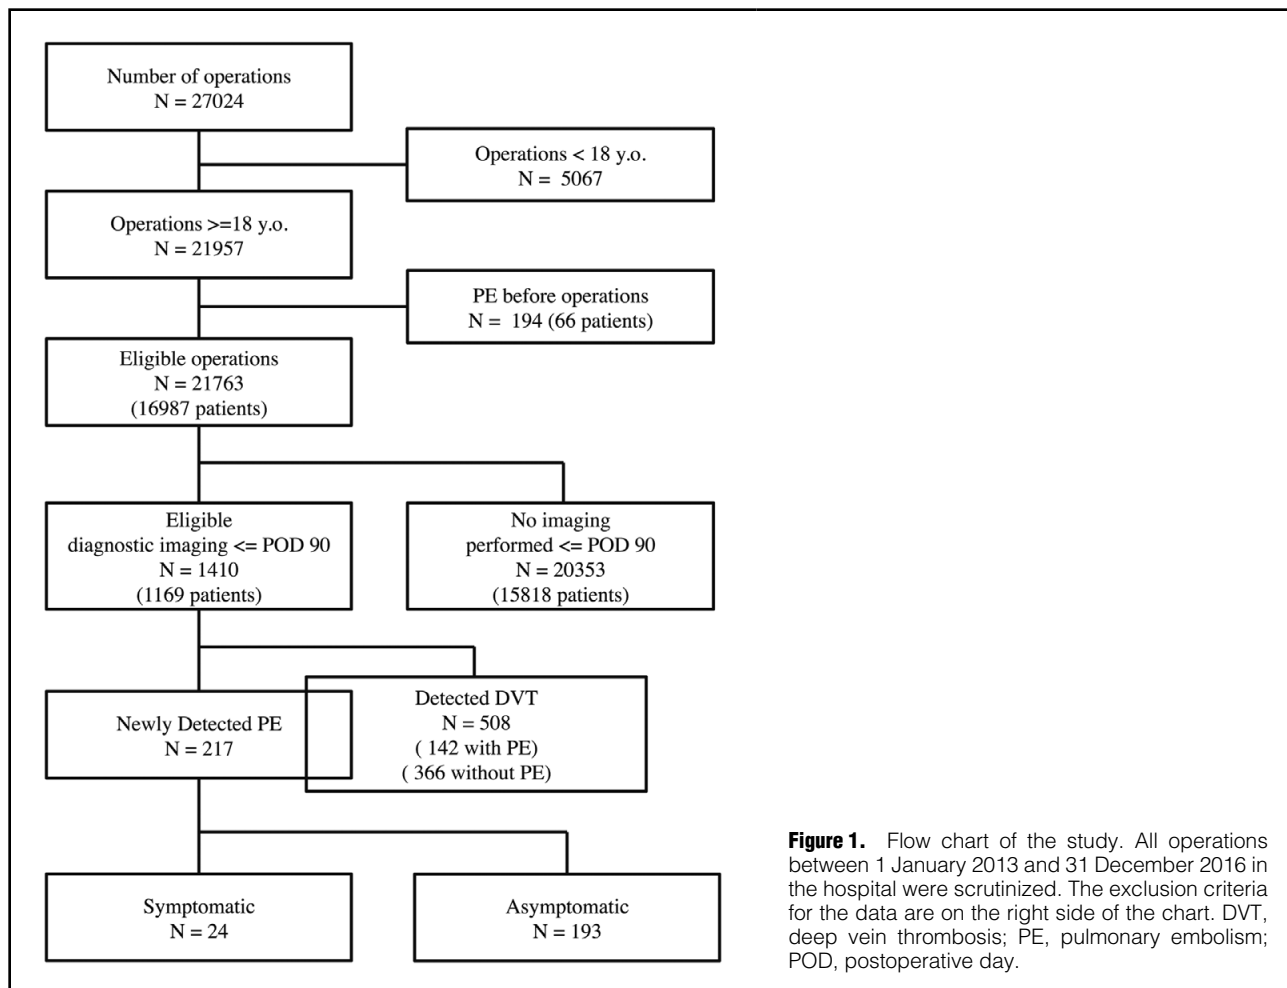 Number of operations
N = 27024
Operations < 18 y.o.
N =  5067
Operations >=18 y.o.
N = 21957
PE before operations
N =  194 (66 patients)
Eligible operations
N = 21763
(16987 patients)
Eligible
diagnostic imaging <= POD 90
N = 1410
(1169 patients)
No imaging
performed <= POD 90
N = 20353
(15818 patients)
Newly Detected PE
N = 217
Detected DVT
N = 508
( 142 with PE)
( 366 without PE)
Symptomatic
N = 24
Asymptomatic
N = 193
Figure 1. Flow chart of the study. All operations
between 1 January 2013 and 31 December 2016 in
the hospital were scrutinized. The exclusion criteria
for the data are on the right side of the chart. DVT,
deep vein thrombosis; PE, pulmonary embolism;
POD, postoperative day.